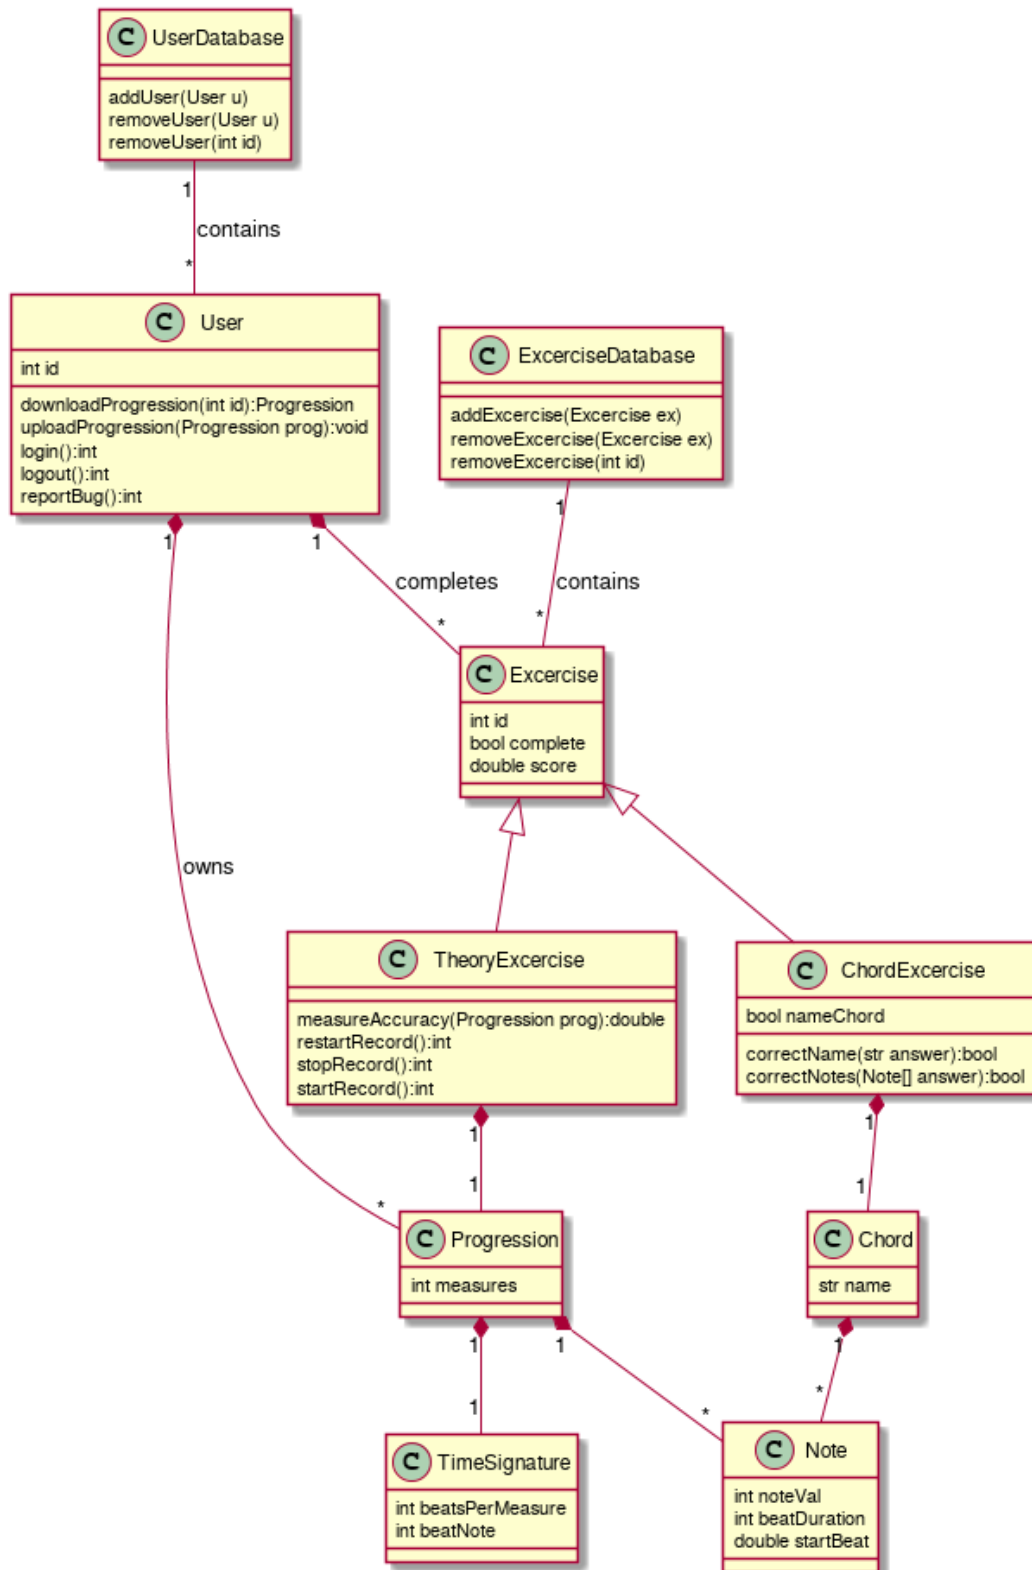 C UserDatabase
addUser(User u)
removeUser(User u)
removeUser(int id)
1
contains
*
C User
int id
downloadProgression(int id):Progression
uploadProgression(Progression prog):void
login():int
logout():int
reportBug():int
C ExcerciseDatabase
addExcercise(Excercise ex)
removeExcercise(Excercise ex)
removeExcercise(int id)
1
1
1
completes
contains
*
*
C Excercise
int id
bool complete
double score
owns
C TheoryExcercise
measureAccuracy(Progression prog):double
restartRecord():int
stopRecord():int
startRecord():int
C ChordExcercise
bool nameChord
correctName(str answer):bool
correctNotes(Note[] answer):bool
1
1
1
1
*
C Progression
int measures
C Chord
str name
1
1
1
1
*
*
C TimeSignature
int beatsPerMeasure
int beatNote
C Note
int noteVal
int beatDuration
double startBeat